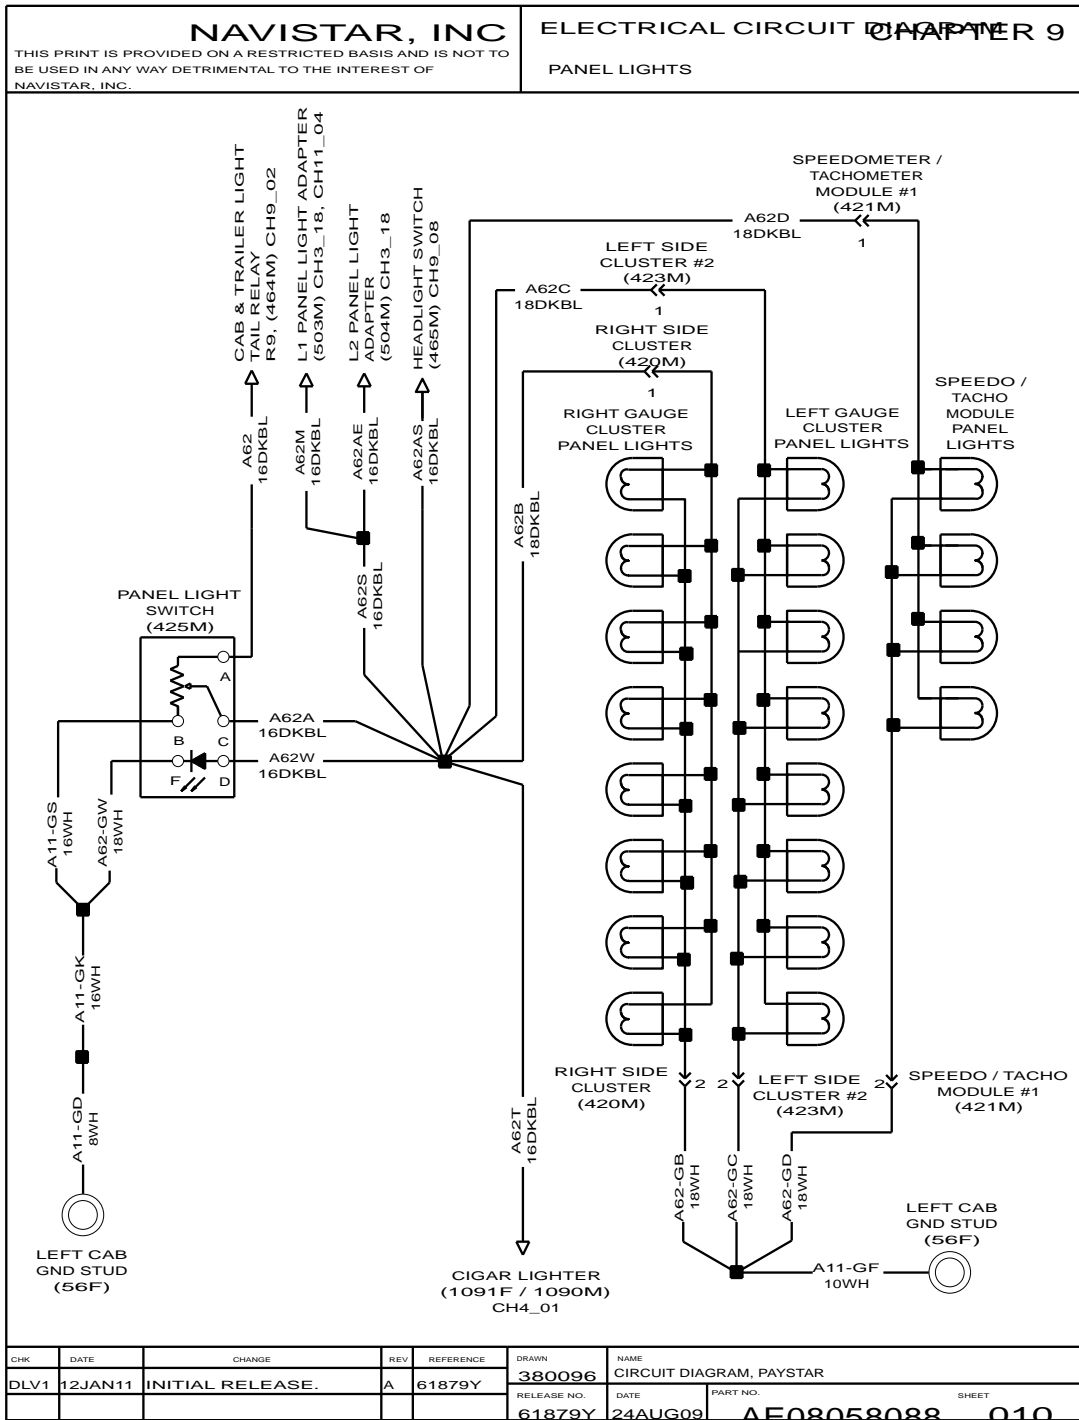 NAVISTAR, INC
THIS PRINT IS PROVIDED ON A RESTRICTED BASIS AND IS NOT TO
BE USED IN ANY WAY DETRIMENTAL TO THE INTEREST OF
NAVISTAR, INC.
ELECTRICAL CIRCUIT DIAGRAM
CHAPTER 9
PANEL LIGHTS
CAB & TRAILER LIGHT
TAIL RELAY
R9, (464M) CH9_02
L1 PANEL LIGHT ADAPTER
(503M) CH3_18, CH11_04
L2 PANEL LIGHT
ADAPTER
(504M) CH3_18
HEADLIGHT SWITCH
(465M) CH9_08
SPEEDOMETER /
TACHOMETER
MODULE #1
(421M)
A62D
18DKBL
1
LEFT SIDE
CLUSTER #2
(423M)
A62C
18DKBL
1
RIGHT SIDE
CLUSTER
(420M)
1
A62
16DKBL
A62M
16DKBL
A62AE
16DKBL
A62AS
16DKBL
A62B
18DKBL
A62S
16DKBL
RIGHT GAUGE
CLUSTER
PANEL LIGHTS
LEFT GAUGE
CLUSTER
PANEL LIGHTS
SPEEDO /
TACHO
MODULE
PANEL
LIGHTS
PANEL LIGHT
SWITCH
(425M)
A
B
C
F
D
A62A
16DKBL
A62W
16DKBL
A11-GS
16WH
A62-GW
18WH
A11-GK
16WH
A11-GD
8WH
LEFT CAB
GND STUD
(56F)
A62T
16DKBL
CIGAR LIGHTER
(1091F / 1090M)
CH4_01
RIGHT SIDE
CLUSTER
(420M)
2
2
LEFT SIDE
CLUSTER #2
(423M)
2
SPEEDO / TACHO
MODULE #1
(421M)
A62-GB
18WH
A62-GC
18WH
A62-GD
18WH
A11-GF
10WH
LEFT CAB
GND STUD
(56F)
CHK
DATE
CHANGE
REV
REFERENCE
DLV1
12JAN11
INITIAL RELEASE.
A
61879Y
DRAWN
380096
NAME
CIRCUIT DIAGRAM, PAYSTAR
RELEASE NO.
61879Y
DATE
24AUG09
PART NO.
AE08058088
SHEET
010